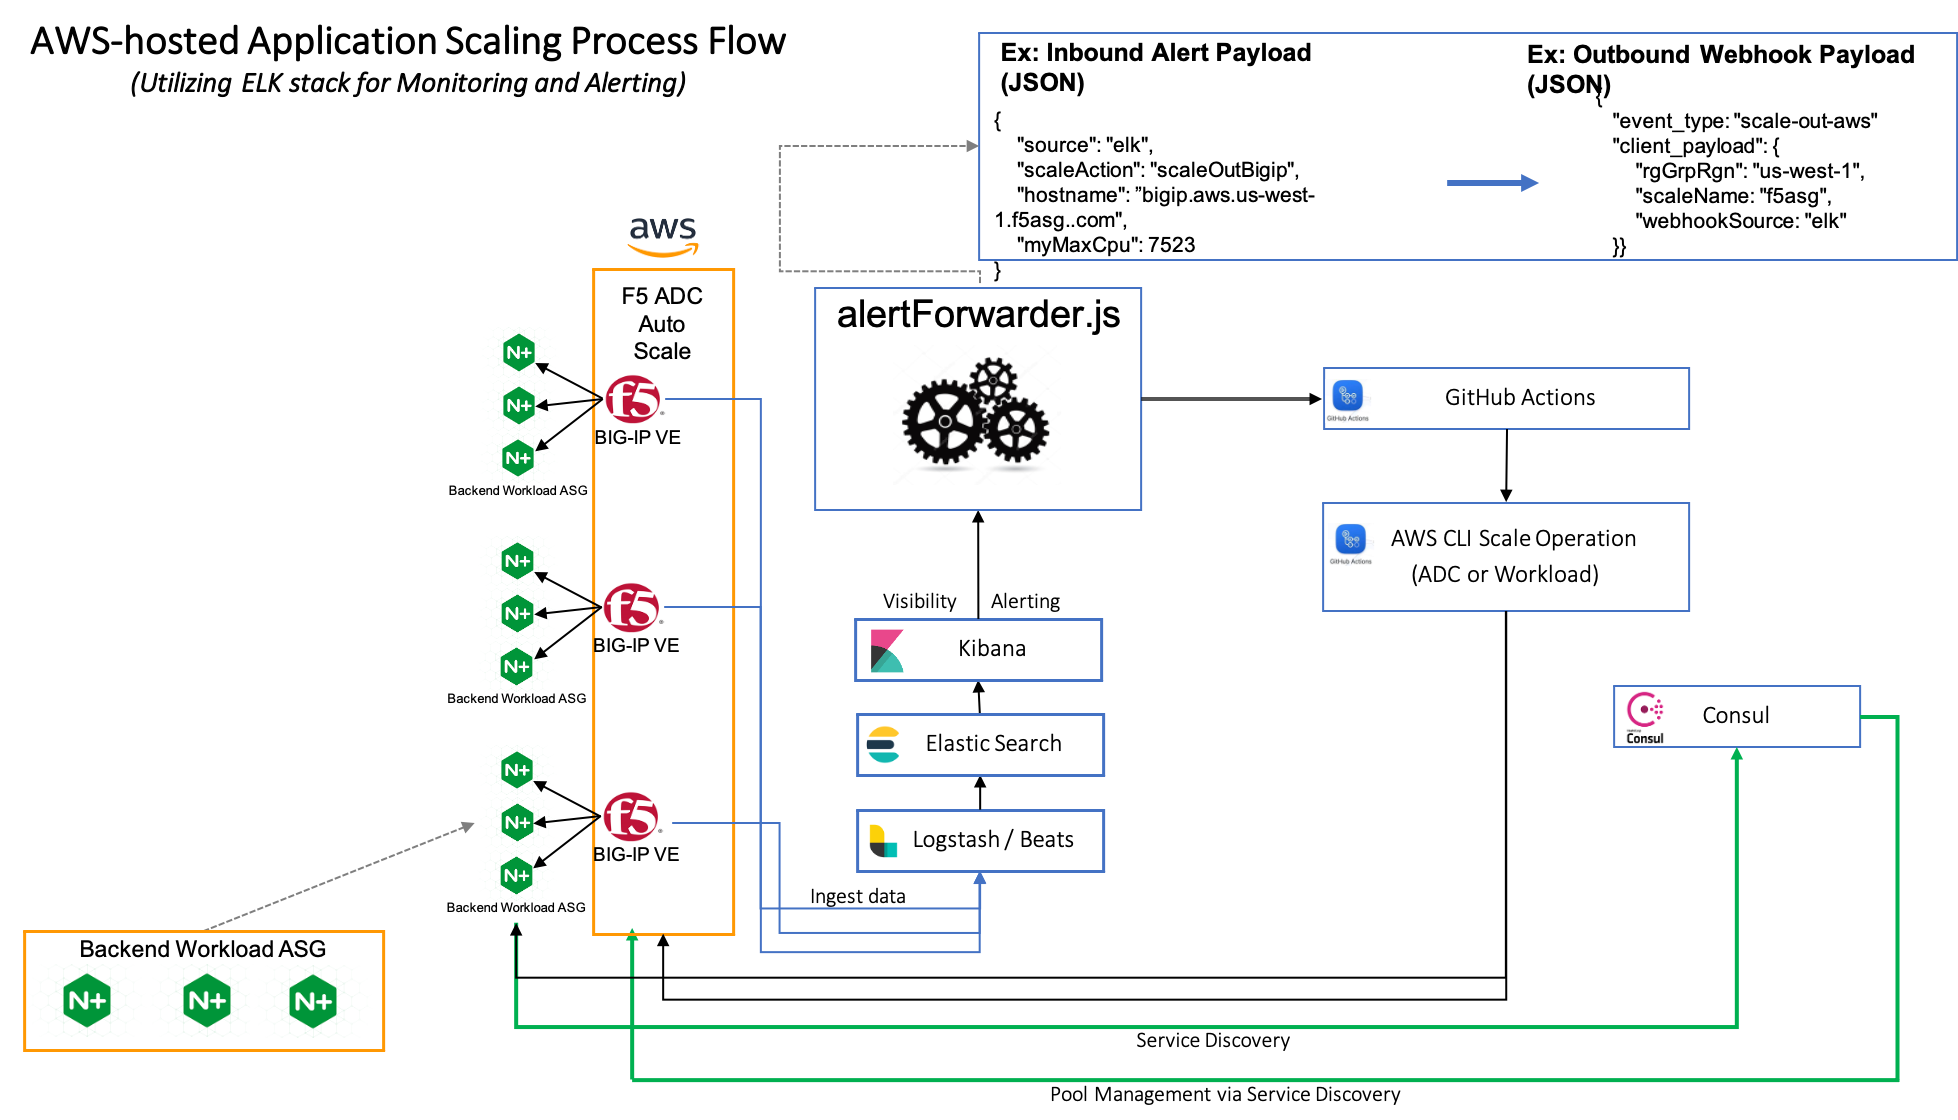 AWS-hosted Application Scaling Process Flow
(Utilizing ELK stack for Monitoring and Alerting)
Ex: Inbound Alert Payload
(JSON)
{
"source": "elk",
"scaleAction": "scaleOutBigip",
"hostname": ”bigip.aws.us-west-
1.f5asg..com",
"myMaxCpu": 7523
}
Ex: Outbound Webhook Payload
(JSON)
{
"event_type: "scale-out-aws"
"client_payload": {
"rgGrpRgn": "us-west-1",
"scaleName": "f5asg",
"webhookSource": "elk"
}}
aws
F5 ADC
Auto
Scale
N+
N+
N+
f5
BIG-IP VE
Backend Workload ASG
N+
N+
N+
f5
BIG-IP VE
Backend Workload ASG
N+
N+
N+
f5
BIG-IP VE
Backend Workload ASG
Backend Workload ASG
N+
N+
N+
alertForwarder.js
Visibility
Alerting
Kibana
Elastic Search
Logstash / Beats
Ingest data
GitHub Actions
GitHub Actions
GitHub Actions
AWS CLI Scale Operation
(ADC or Workload)
Consul
Consul
Service Discovery
Pool Management via Service Discovery